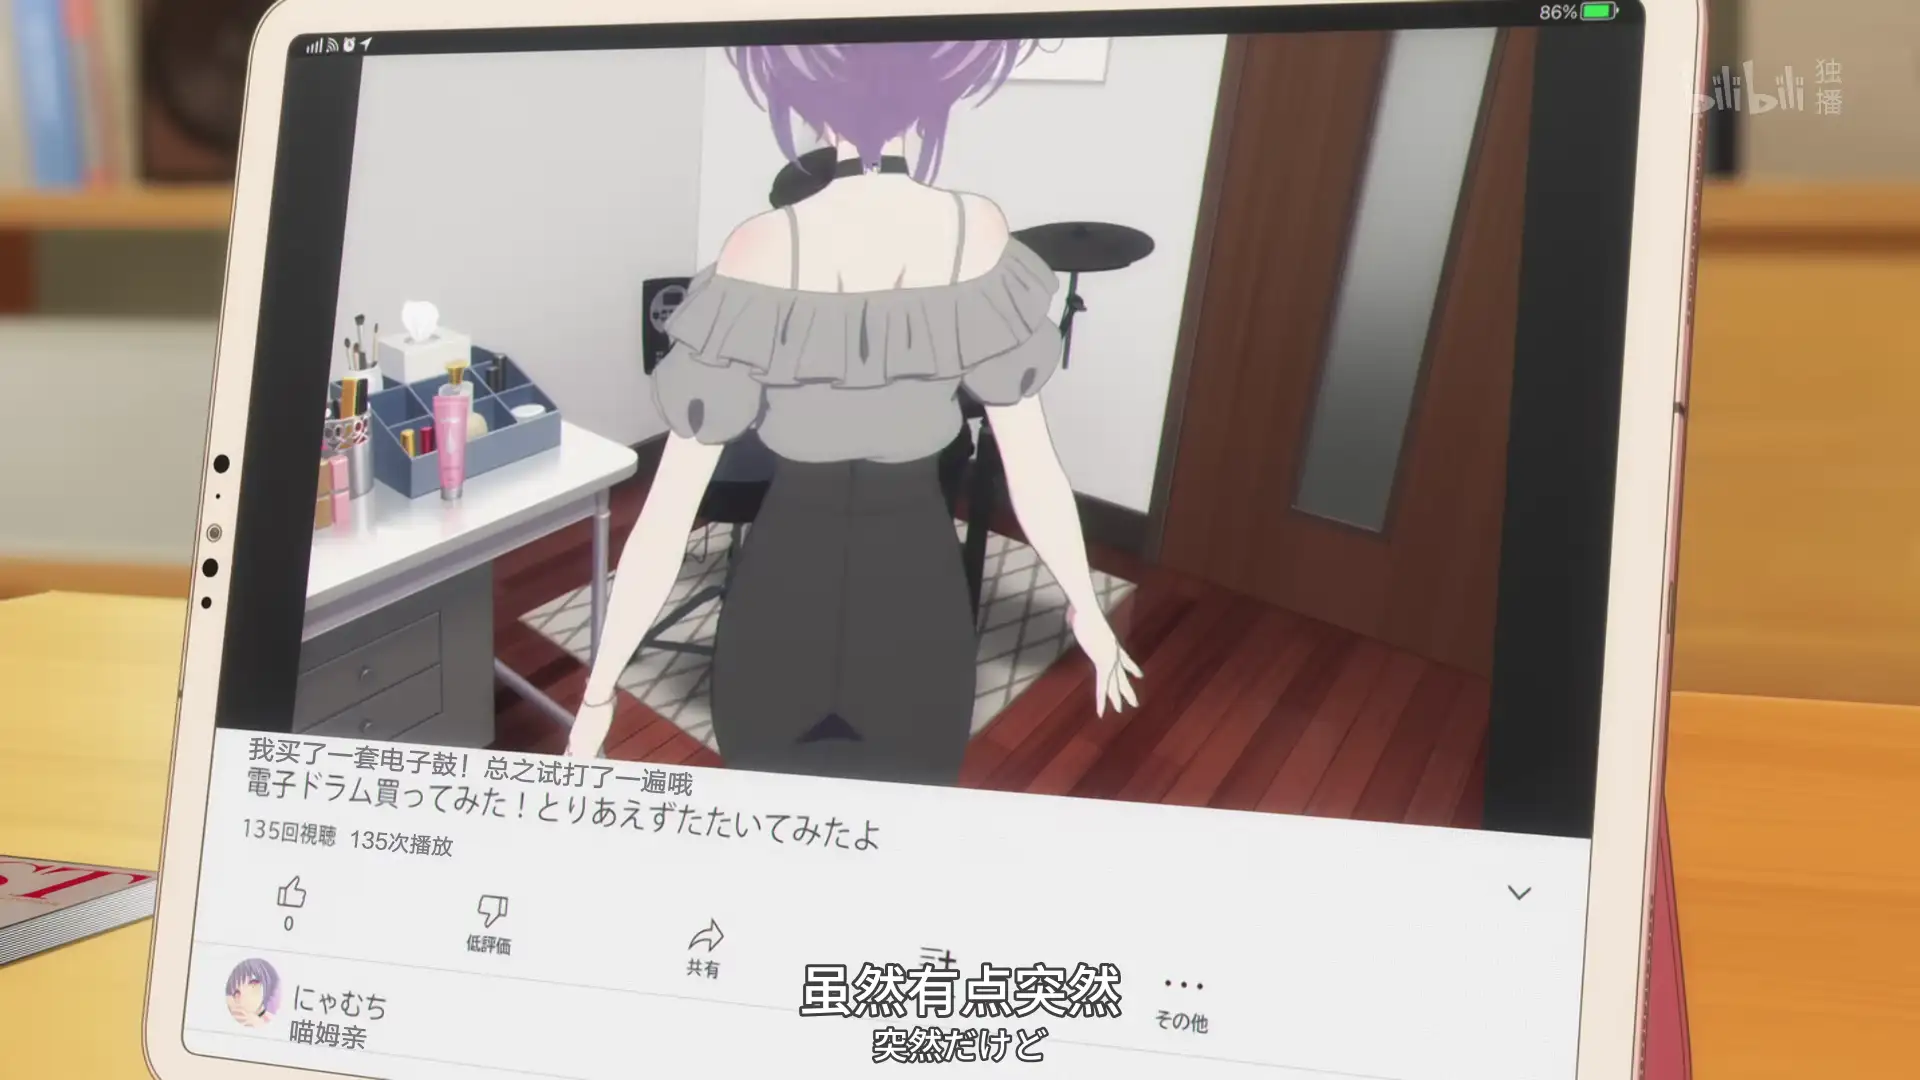 86%
bilibili 独播
我买了一套电子鼓！总之试打了一遍哦
電子ドラム買ってみた！とりあえずたたいてみたよ
135回視聴 135次播放
0
低評価
共有
その他
にゃむち
喵姆亲
虽然有点突然
突然だけど
ST